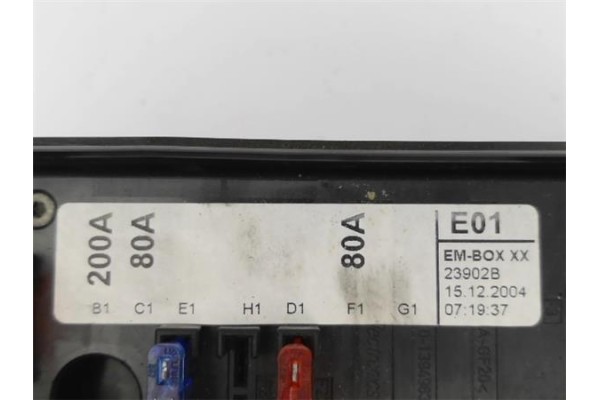 200A 80A 80A
B1 C1 E1 H1 D1 F1 G1
E01
EM-BOX XX
23902B
15.12.2004
07:19:37